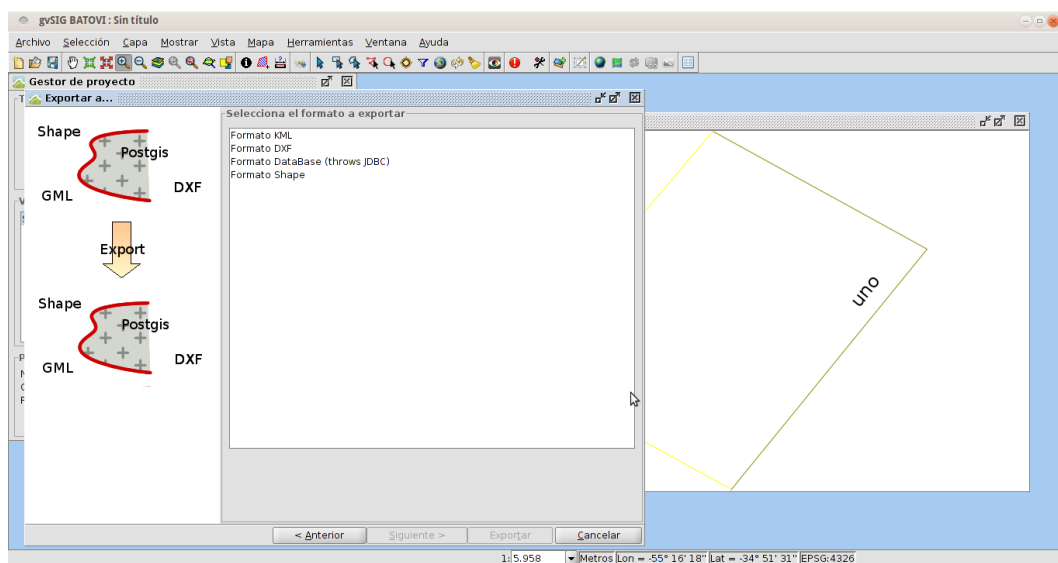 gvSIG BATOVI : Sin título
Archivo Selección Capa Mostrar Vista Mapa Herramientas Ventana Ayuda
Gestor de proyecto
Exportar a...
Shape
Postgis
GML
DXF
Export
Shape
Postgis
GML
DXF
Selecciona el formato a exportar
Formato KML
Formato DXF
Formato DataBase (throws JDBC)
Formato Shape
uno
< Anterior
Siguiente >
Exportar
Cancelar
1: 5.958 Metros Lon = -55° 16' 18" Lat = -34° 51' 31" EPSG:4326